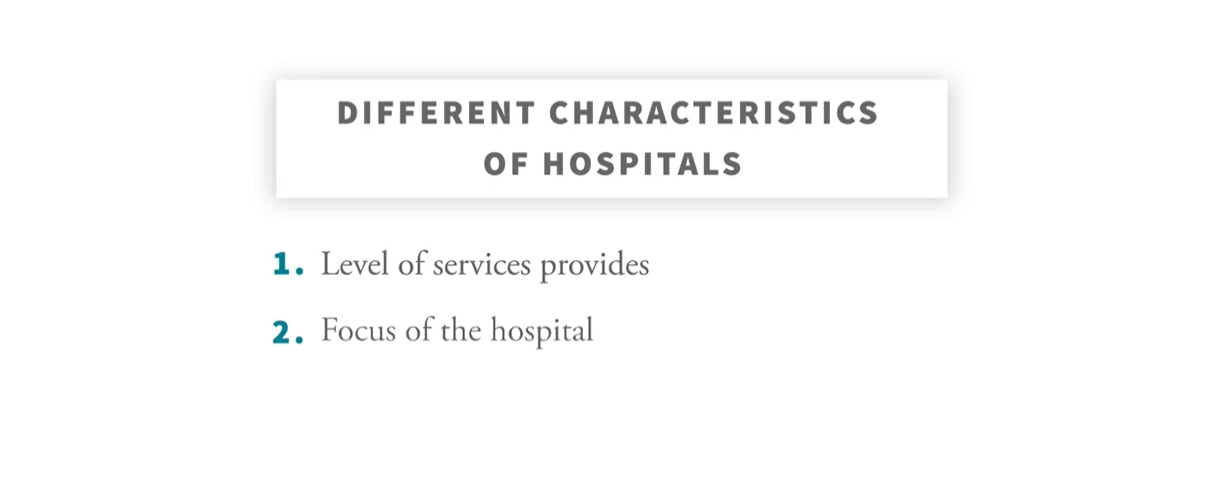 DIFFERENT CHARACTERISTICS
OF HOSPITALS
1. Level of services provides
2. Focus of the hospital